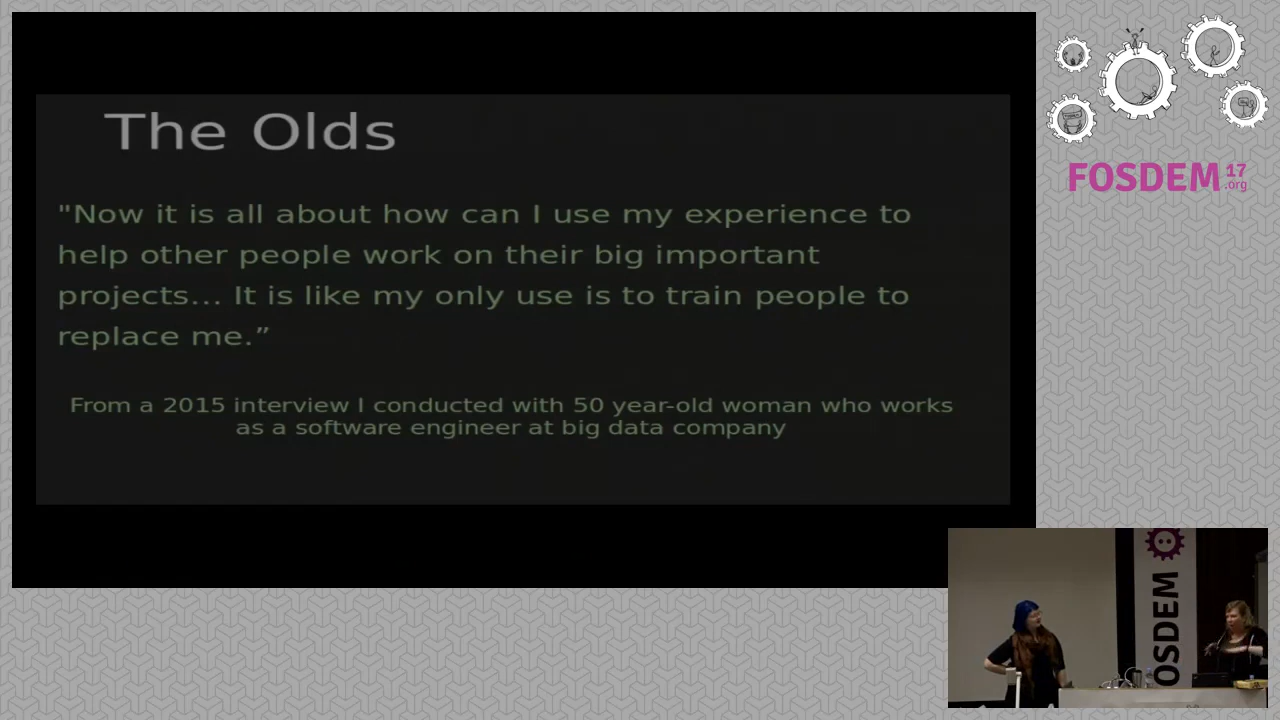 The Olds
"Now it is all about how can I use my experience to
help other people work on their big important
projects... It is like my only use is to train people to
replace me.”
From a 2015 interview I conducted with 50 year-old woman who works
as a software engineer at big data company
FOSDEM 17
.org
OSDEM